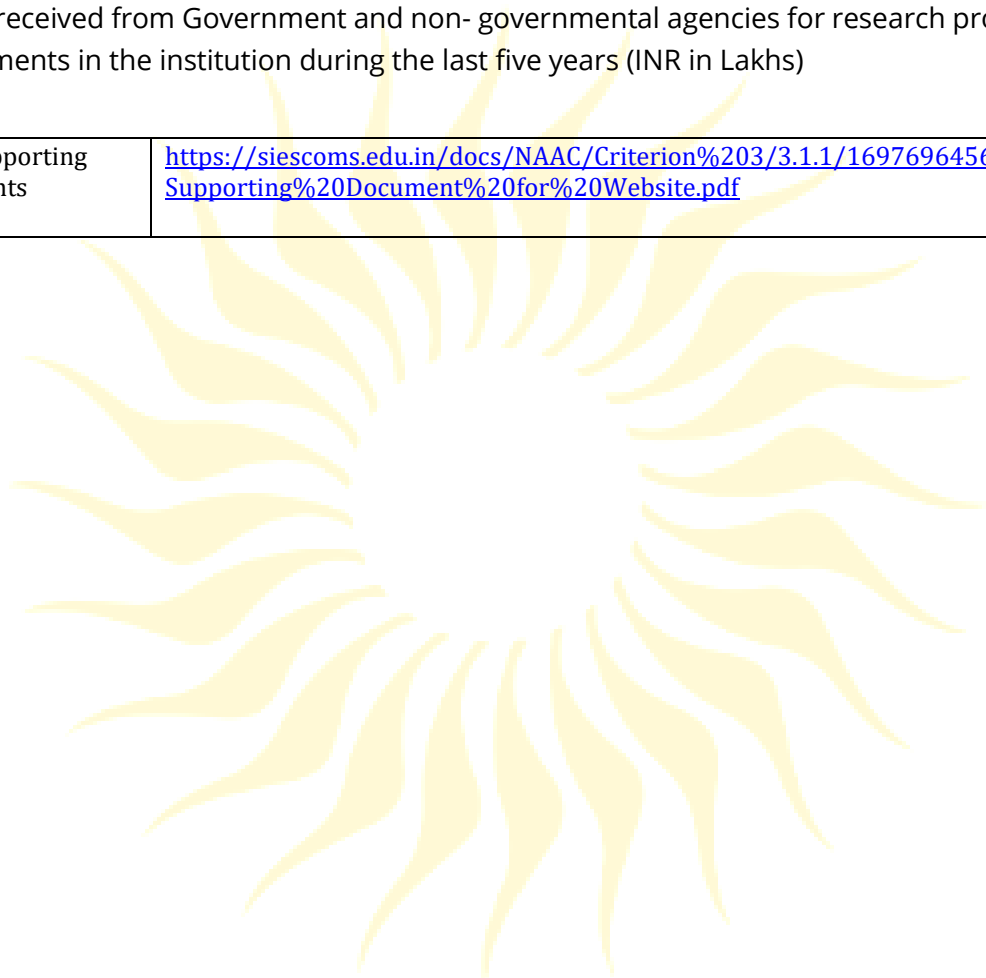 received from Government and non- governmental agencies for research pro
ments in the institution during the last five years (INR in Lakhs)
pporting
nts
https://siescoms.edu.in/docs/NAAC/Criterion%203/3.1.1/1697696456
Supporting%20Document%20for%20Website.pdf